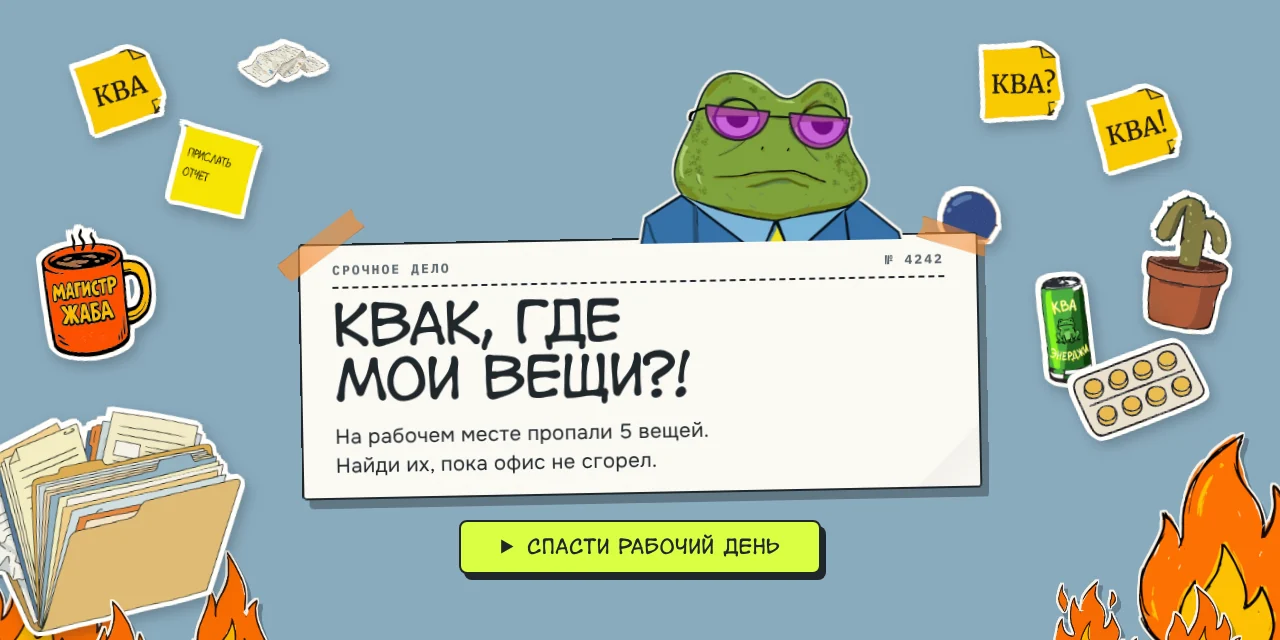 КВА
ПРИСЛАТЬ
ОТЧЕТ
КВА?
КВА!
МАГИСТР
ЖАБА
СРОЧНОЕ ДЕЛО
№ 4242
КВАК, ГДЕ
МОИ ВЕЩИ?!
На рабочем месте пропали 5 вещей.
Найди их, пока офис не сгорел.
КВА
ЭНЕРДЖИ
▶ СПАСТИ РАБОЧИЙ ДЕНЬ